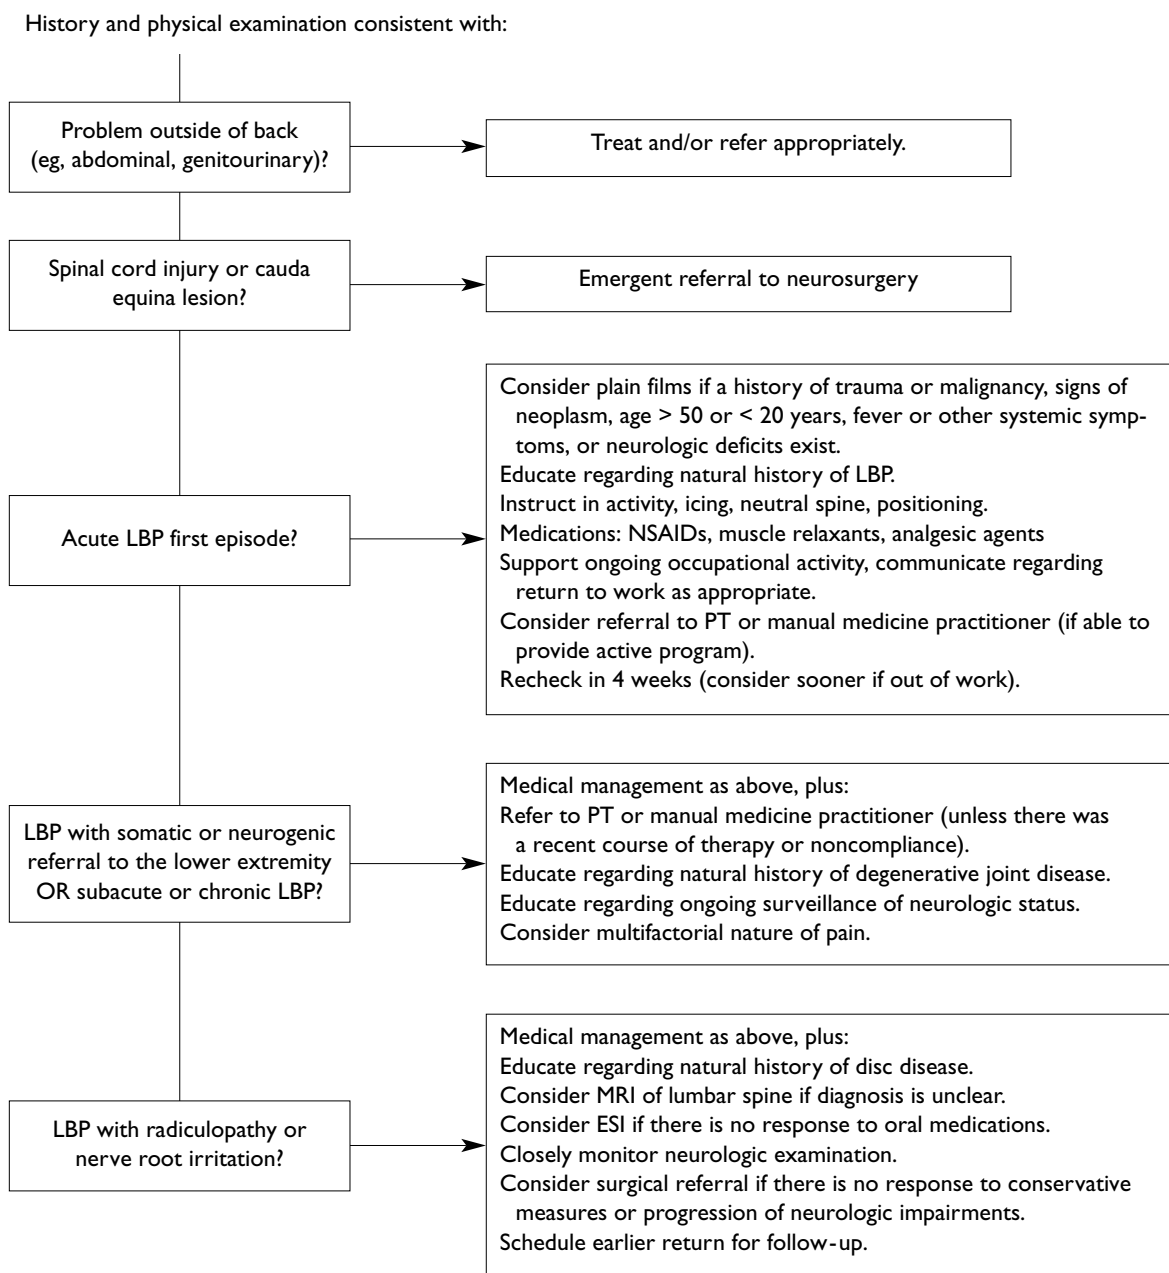 History and physical examination consistent with:
Problem outside of back
(eg, abdominal, genitourinary)?
Treat and/or refer appropriately.
Spinal cord injury or cauda
equina lesion?
Emergent referral to neurosurgery
Acute LBP first episode?
Consider plain films if a history of trauma or malignancy, signs of
neoplasm, age > 50 or < 20 years, fever or other systemic symp-
toms, or neurologic deficits exist.
Educate regarding natural history of LBP.
Instruct in activity, icing, neutral spine, positioning.
Medications: NSAIDs, muscle relaxants, analgesic agents
Support ongoing occupational activity, communicate regarding
return to work as appropriate.
Consider referral to PT or manual medicine practitioner (if able to
provide active program).
Recheck in 4 weeks (consider sooner if out of work).
LBP with somatic or neurogenic
referral to the lower extremity
OR subacute or chronic LBP?
Medical management as above, plus:
Refer to PT or manual medicine practitioner (unless there was
a recent course of therapy or noncompliance).
Educate regarding natural history of degenerative joint disease.
Educate regarding ongoing surveillance of neurologic status.
Consider multifactorial nature of pain.
LBP with radiculopathy or
nerve root irritation?
Medical management as above, plus:
Educate regarding natural history of disc disease.
Consider MRI of lumbar spine if diagnosis is unclear.
Consider ESI if there is no response to oral medications.
Closely monitor neurologic examination.
Consider surgical referral if there is no response to conservative
measures or progression of neurologic impairments.
Schedule earlier return for follow-up.